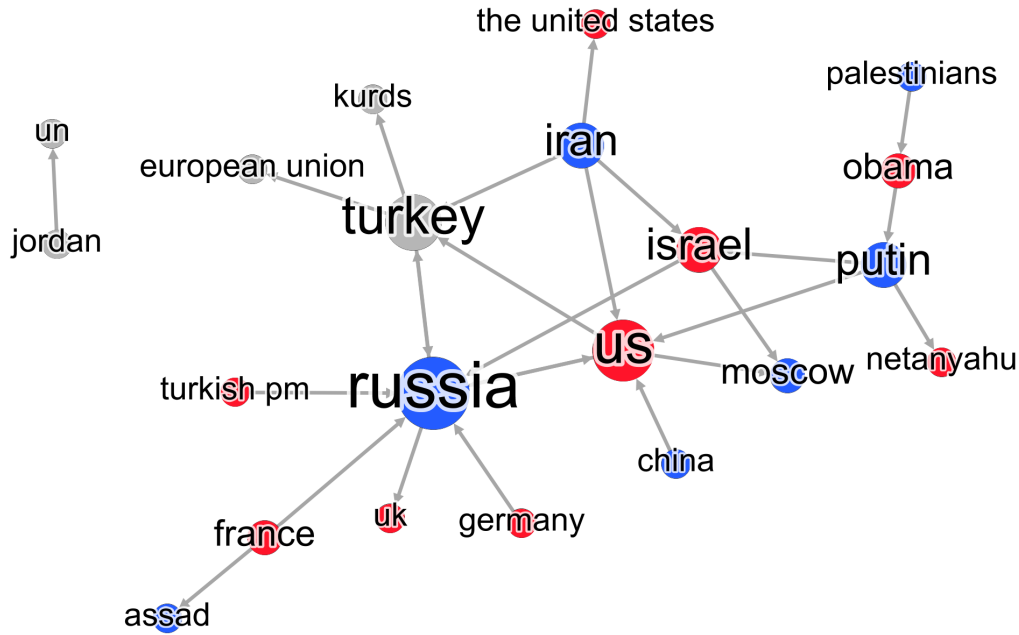 the united states
palestinians
kurds
un
iran
european union
obama
turkey
jordan
israel
putin
us
netanyahu
moscow
turkish pm
russia
china
uk
germany
france
assad